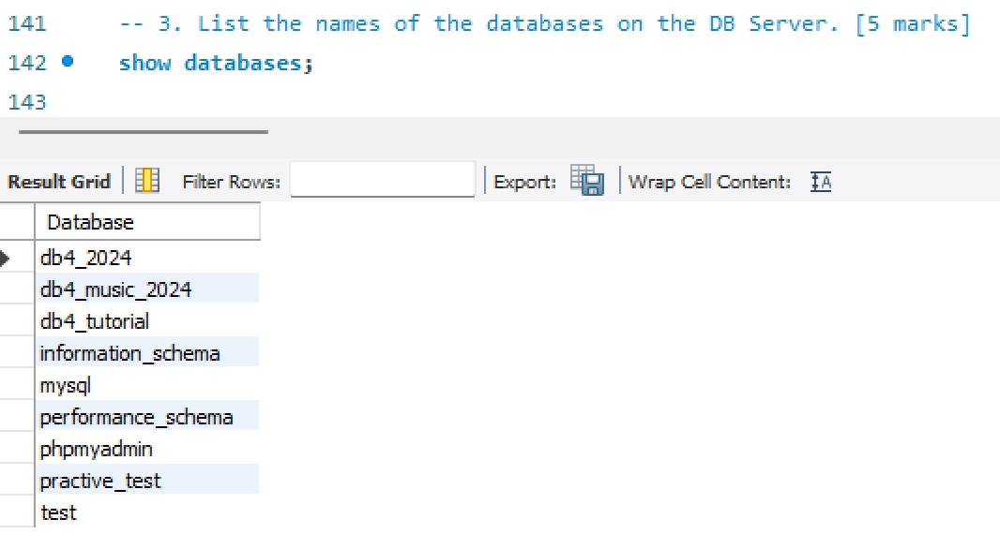 141 -- 3. List the names of the databases on the DB Server. [5 marks]
142 show databases;
143
Result Grid Filter Rows: Export: Wrap Cell Content: IA
Database
db4_2024
db4_music_2024
db4_tutorial
information_schema
mysql
performance_schema
phpmyadmin
practive_test
test